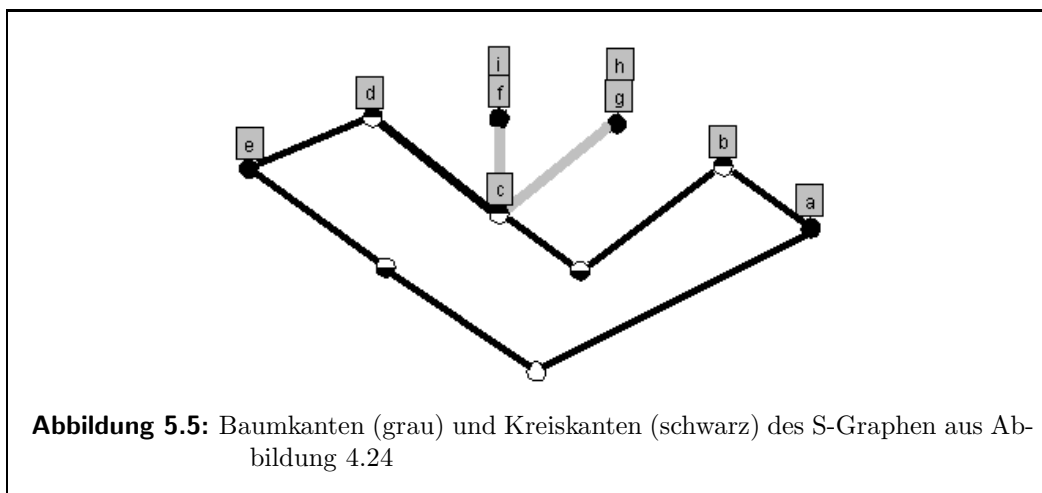 i
h
d
f
g
e
b
c
a
Abbildung 5.5: Baumkanten (grau) und Kreiskanten (schwarz) des S-Graphen aus Ab-
bildung 4.24